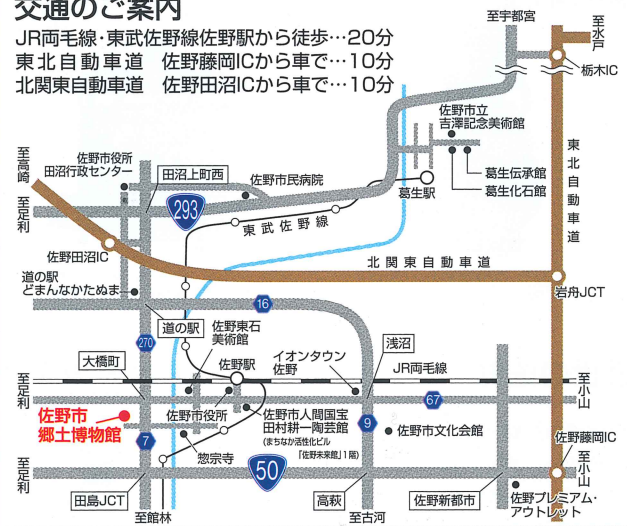 交通のご案内
JR両毛線・東武佐野線佐野駅から徒歩…20分
東北自動車道 佐野藤岡ICから車で…10分
北関東自動車道 佐野田沼ICから車で…10分
至宇都宮
至水戸
栃木IC
佐野市立
吉澤記念美術館
東北自動車道
葛生伝承館
葛生化石館
葛生駅
至高崎
佐野市役所
田沼行政センター
田沼上町西
佐野市民病院
至足利
293
東武佐野線
佐野田沼IC
北関東自動車道
岩舟JCT
道の駅
どまんなかたぬま
16
道の駅
270
佐野東石
美術館
浅沼
大橋町
佐野駅
イオンタウン
佐野
JR両毛線
至足利
至小山
67
佐野市
郷土博物館
佐野市役所
佐野市人間国宝
田村耕一陶芸館
(まちなか活性化ビル
「佐野未来館」1階)
9
佐野市文化会館
7
惣宗寺
佐野藤岡IC
至足利
50
至小山
田島JCT
高萩
佐野新都市
佐野プレミアム・
アウトレット
至館林
至古河